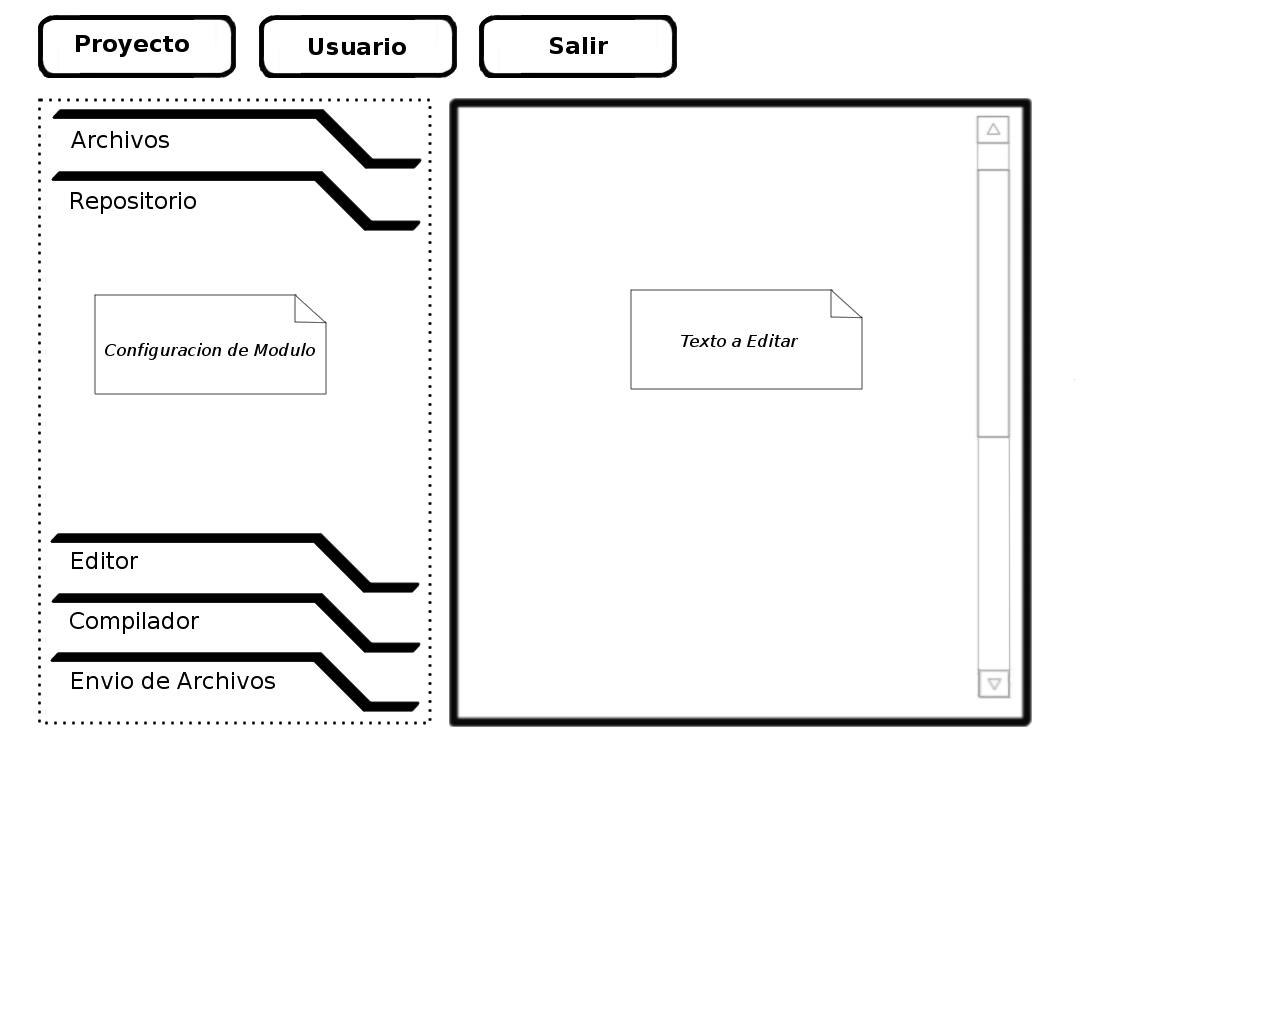 Proyecto
Usuario
Salir
Archivos
Repositorio
Configuracion de Modulo
Texto a Editar
Editor
Compilador
Envio de Archivos